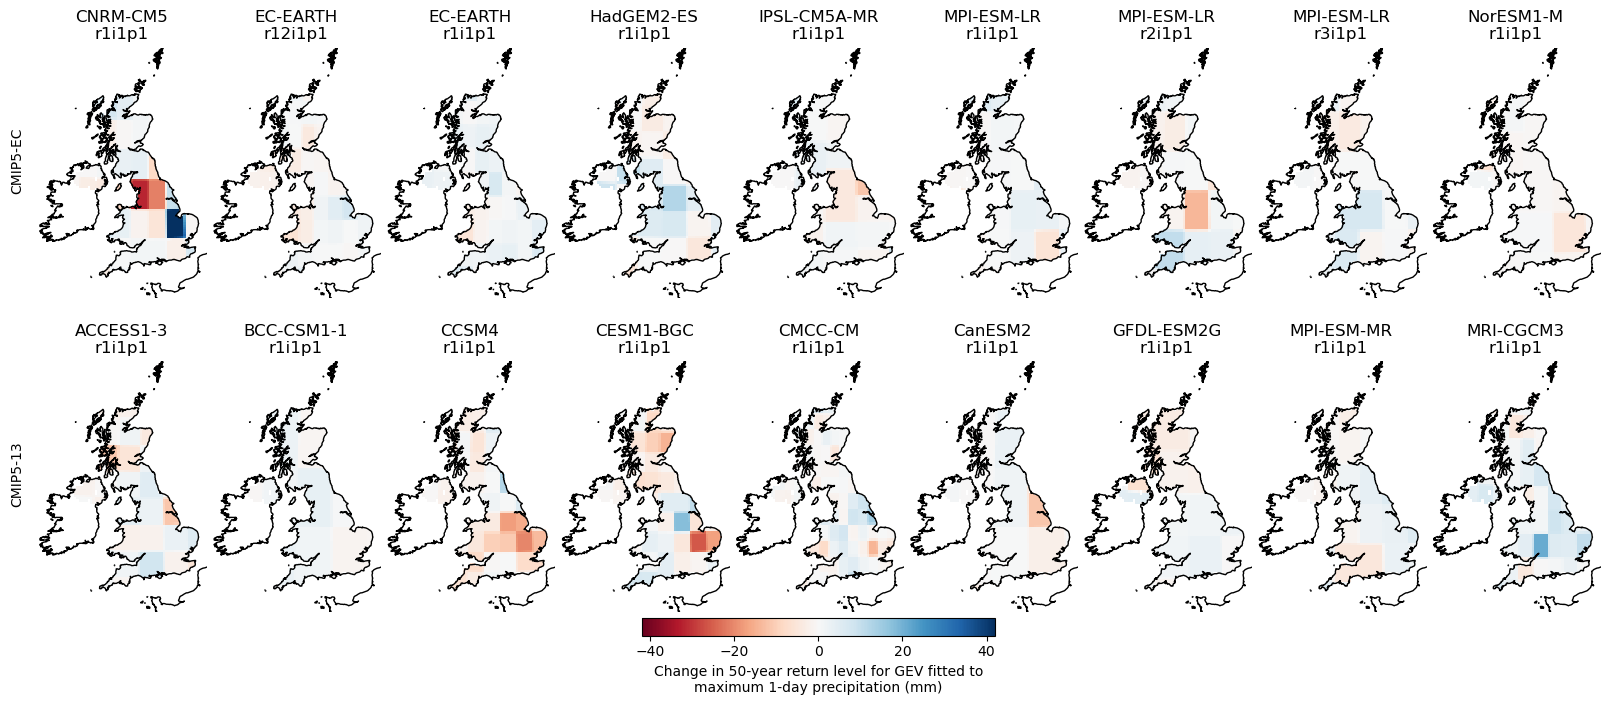 CNRM-CM5
r1i1p1
EC-EARTH
r12i1p1
EC-EARTH
r1i1p1
HadGEM2-ES
r1i1p1
IPSL-CM5A-MR
r1i1p1
MPI-ESM-LR
r1i1p1
MPI-ESM-LR
r2i1p1
MPI-ESM-LR
r3i1p1
NorESM1-M
r1i1p1
CMIP5-EC
ACCESS1-3
r1i1p1
BCC-CSM1-1
r1i1p1
CCSM4
r1i1p1
CESM1-BGC
r1i1p1
CMCC-CM
r1i1p1
CanESM2
r1i1p1
GFDL-ESM2G
r1i1p1
MPI-ESM-MR
r1i1p1
MRI-CGCM3
r1i1p1
CMIP5-13
−40 −20 0 20 40
Change in 50-year return level for GEV fitted to
maximum 1-day precipitation (mm)